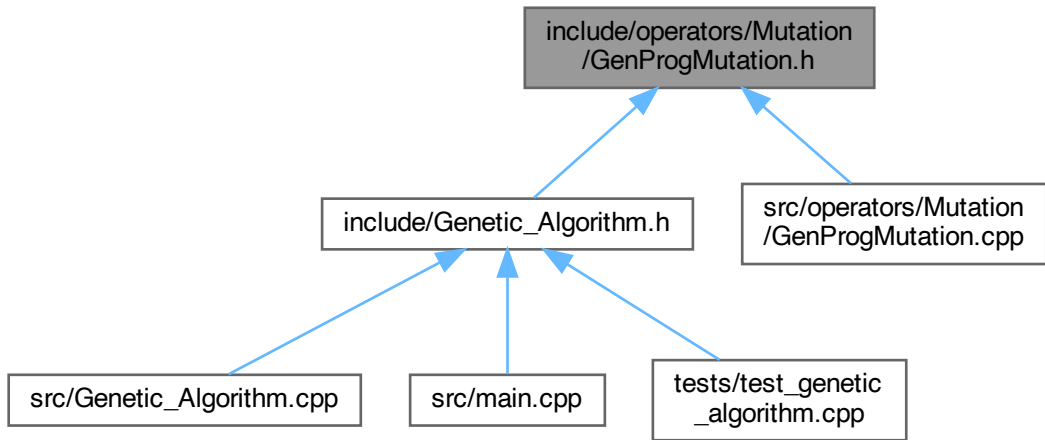 include/operators/Mutation
/GenProgMutation.h
include/Genetic_Algorithm.h
src/operators/Mutation
/GenProgMutation.cpp
src/Genetic_Algorithm.cpp
src/main.cpp
tests/test_genetic
_algorithm.cpp